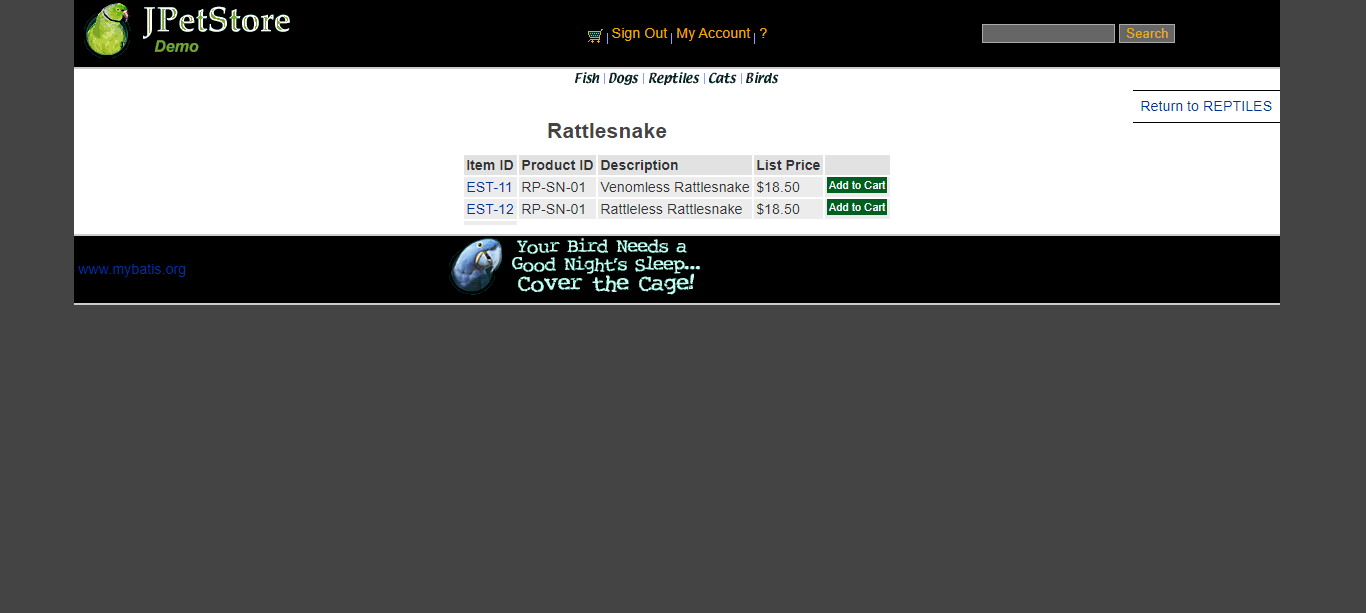 JPetStore
Demo
Sign Out My Account ?
Search
Fish Dogs Reptiles Cats Birds
Return to REPTILES
Rattlesnake
Item ID Product ID Description List Price
EST-11 RP-SN-01 Venomless Rattlesnake $18.50 Add to Cart
EST-12 RP-SN-01 Rattleless Rattlesnake $18.50 Add to Cart
www.mybatis.org
Your Bird Needs a
Good Night's Sleep...
Cover the Cage!